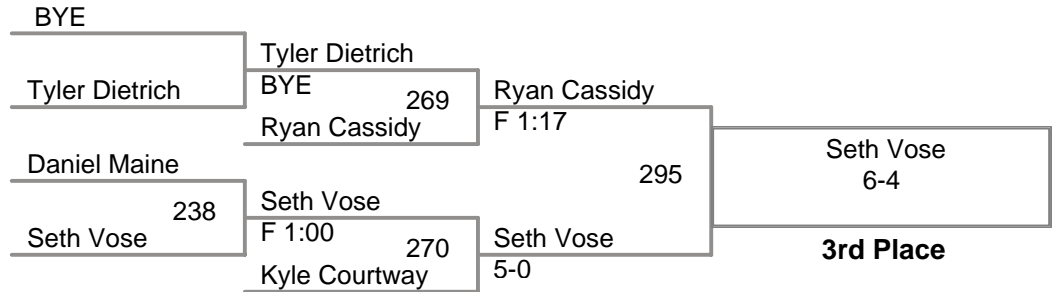 BYE
Tyler Dietrich
Tyler Dietrich
BYE
269
Ryan Cassidy
Ryan Cassidy
F 1:17
Daniel Maine
238
Seth Vose
Seth Vose
F 1:00
270
Kyle Courtway
Seth Vose
5-0
295
Seth Vose
6-4
3rd Place